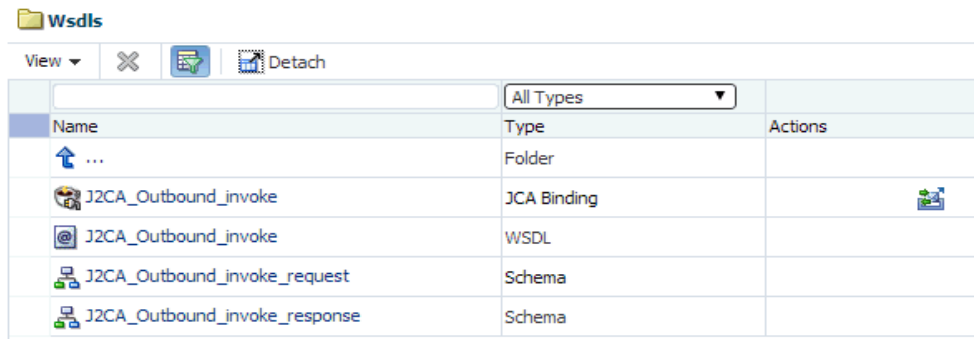 Wsdls
View Detach
All Types
Name Type Actions
... Folder
J2CA_Outbound_invoke JCA Binding
@ J2CA_Outbound_invoke WSDL
J2CA_Outbound_invoke_request Schema
J2CA_Outbound_invoke_response Schema